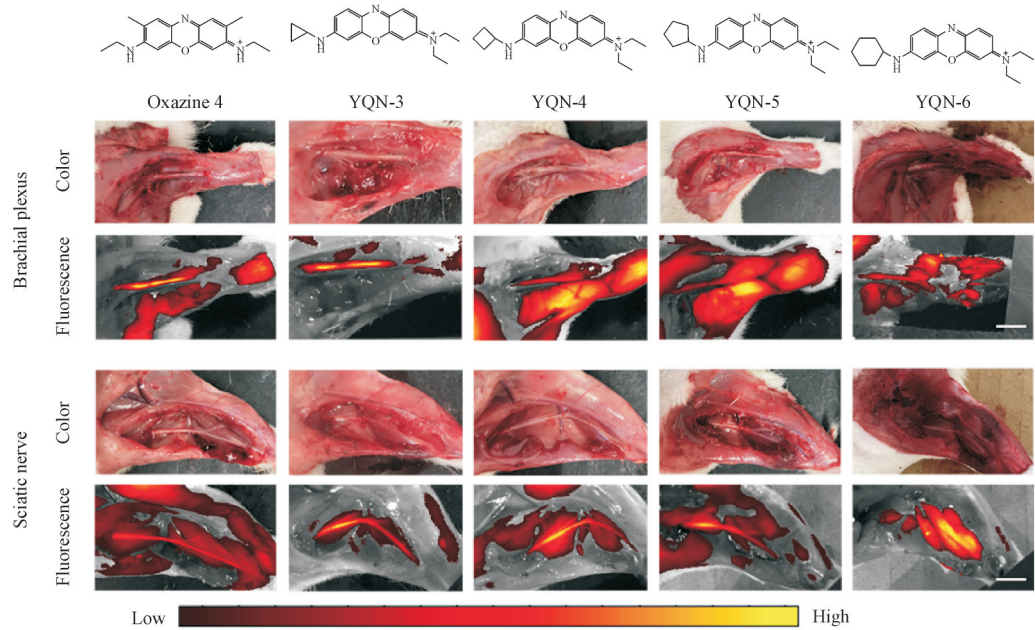 N
O
N
H
N
+
H
N
N
H
O
N
+
N
N
H
O
N
+
N
N
H
O
N
+
N
N
H
O
N
+
Oxazine 4
YQN-3
YQN-4
YQN-5
YQN-6
Brachial plexus
Color
Fluorescence
Sciatic nerve
Color
Fluorescence
Low
High